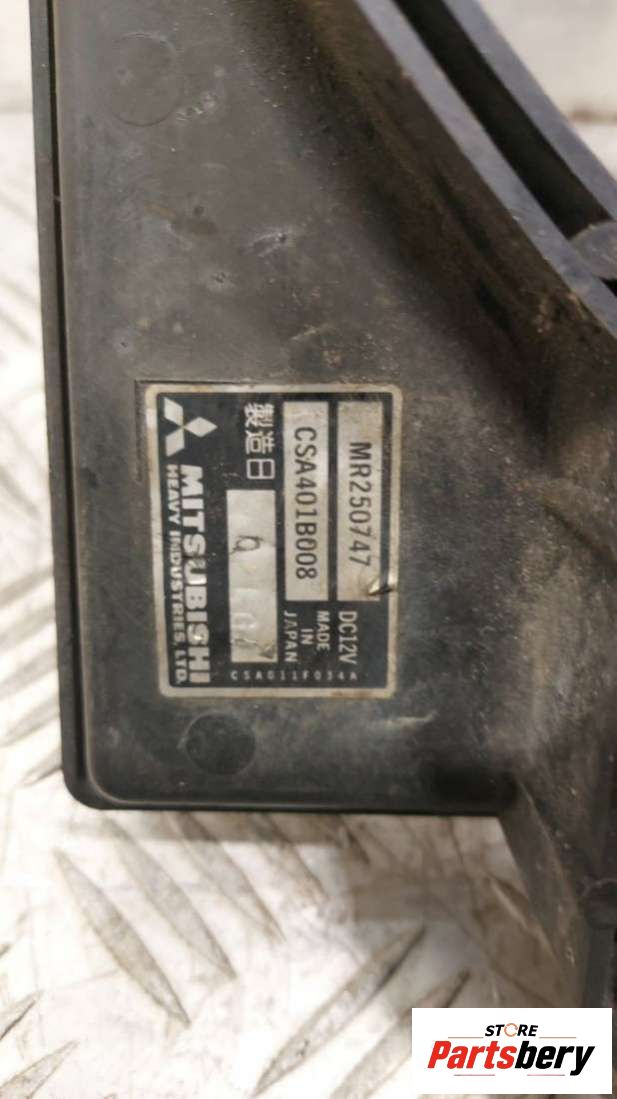 MR250747
DC12V
CSA401B008
MADE
IN
JAPAN
製造日
MITSUBISHI
HEAVY INDUSTRIES, LTD.
CSA011F034A
STORE
Partsbery